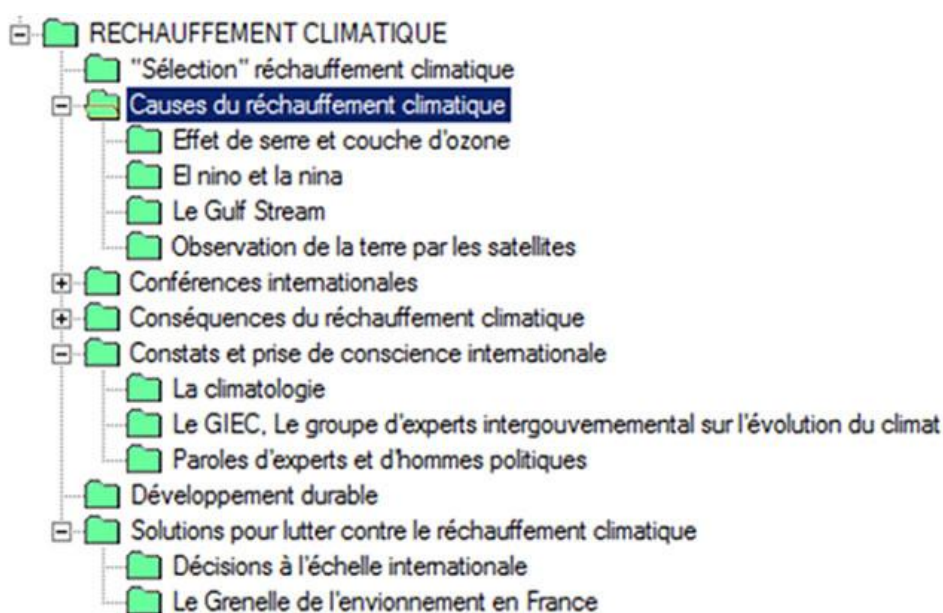 RECHAUFFEMENT CLIMATIQUE
"Sélection" réchauffement climatique
Causes du réchauffement climatique
Effet de serre et couche d'ozone
El nino et la nina
Le Gulf Stream
Observation de la terre par les satellites
Conférences internationales
Conséquences du réchauffement climatique
Constats et prise de conscience internationale
La climatologie
Le GIEC, Le groupe d'experts intergouvernemental sur l'évolution du climat
Paroles d'experts et d'hommes politiques
Développement durable
Solutions pour lutter contre le réchauffement climatique
Décisions à l'échelle internationale
Le Grenelle de l'envionnement en France